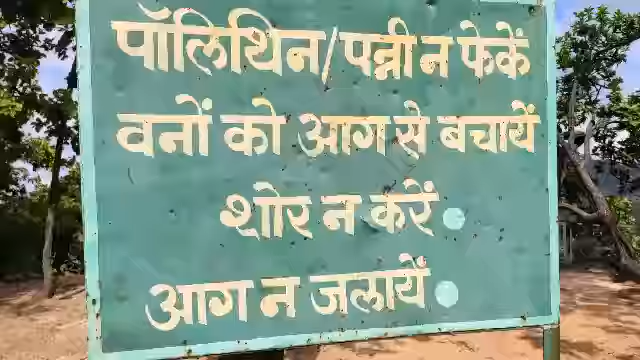 पॉलिथिन/पन्नी न फेकें
वनों को आग से बचायें
शोर न करें
आग न जलायें